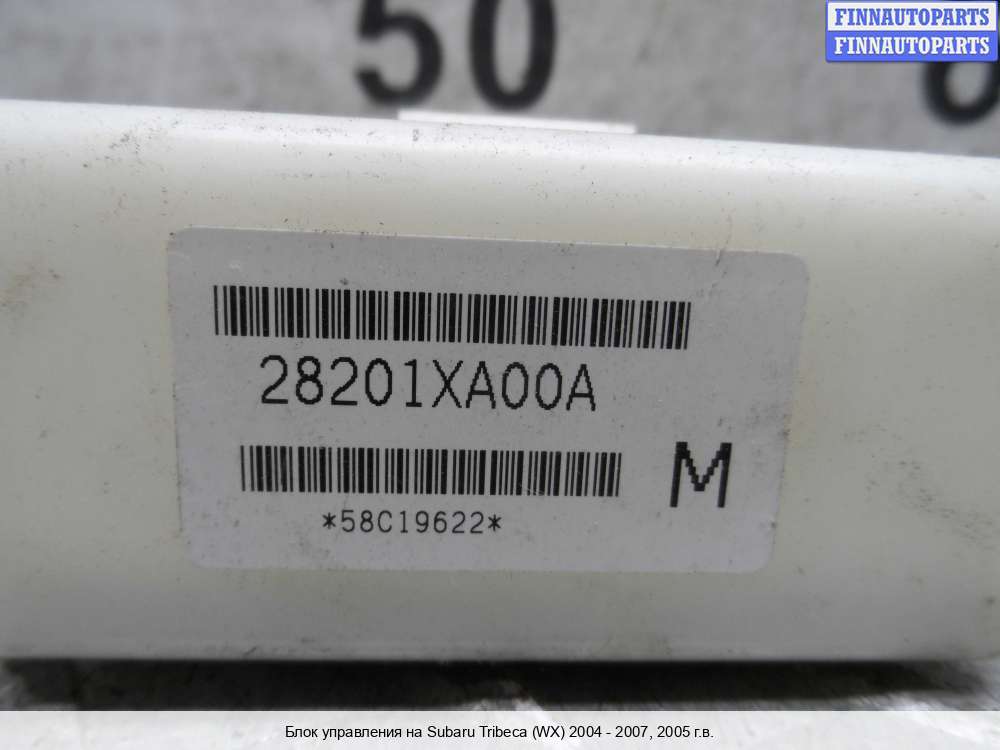 50
FINNAUTOPARTS
FINNAUTOPARTS
28201XA00A
M
*58C19622*
Блок управления на Subaru Tribeca (WX) 2004 - 2007, 2005 г.в.